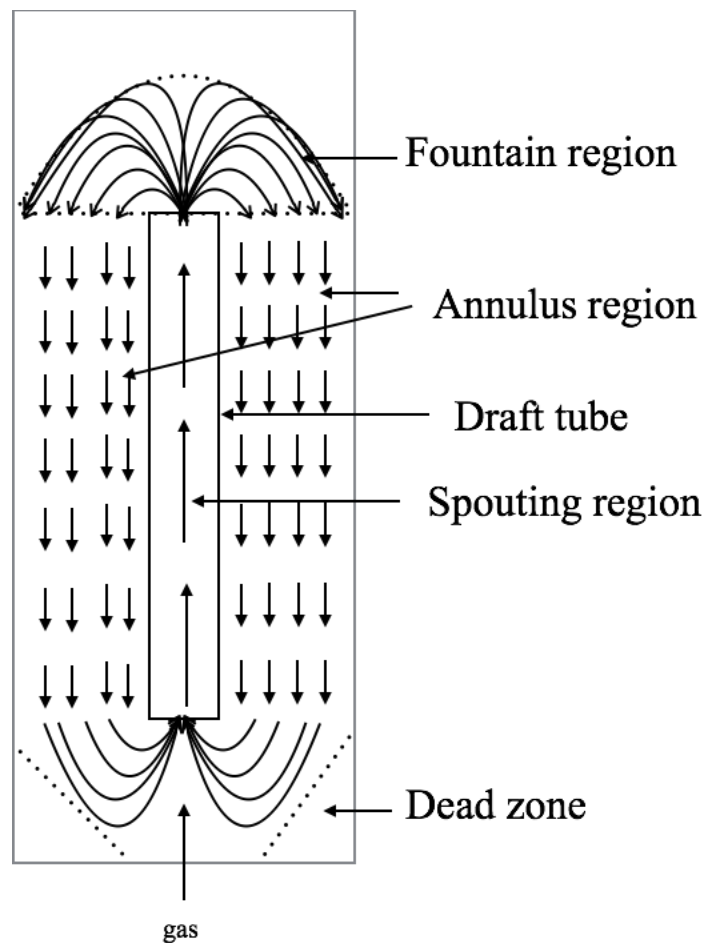 Fountain region
Annulus region
Draft tube
Spouting region
Dead zone
gas